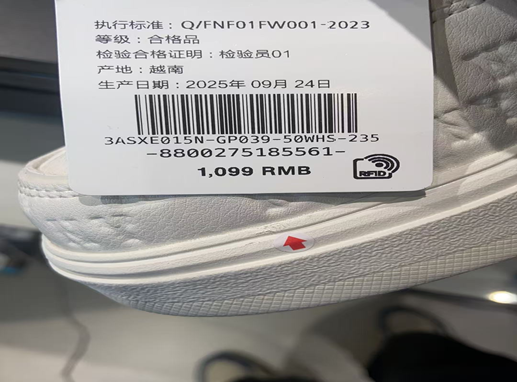 执行标准：Q/FNF01FW001-2023
等级：合格品
检验合格证明：检验员01
产地：越南
生产日期：2025年 09月 24日
3ASXE015N-GP039-50WHS-235
-8800275185561-
1,099 RMB
RFID